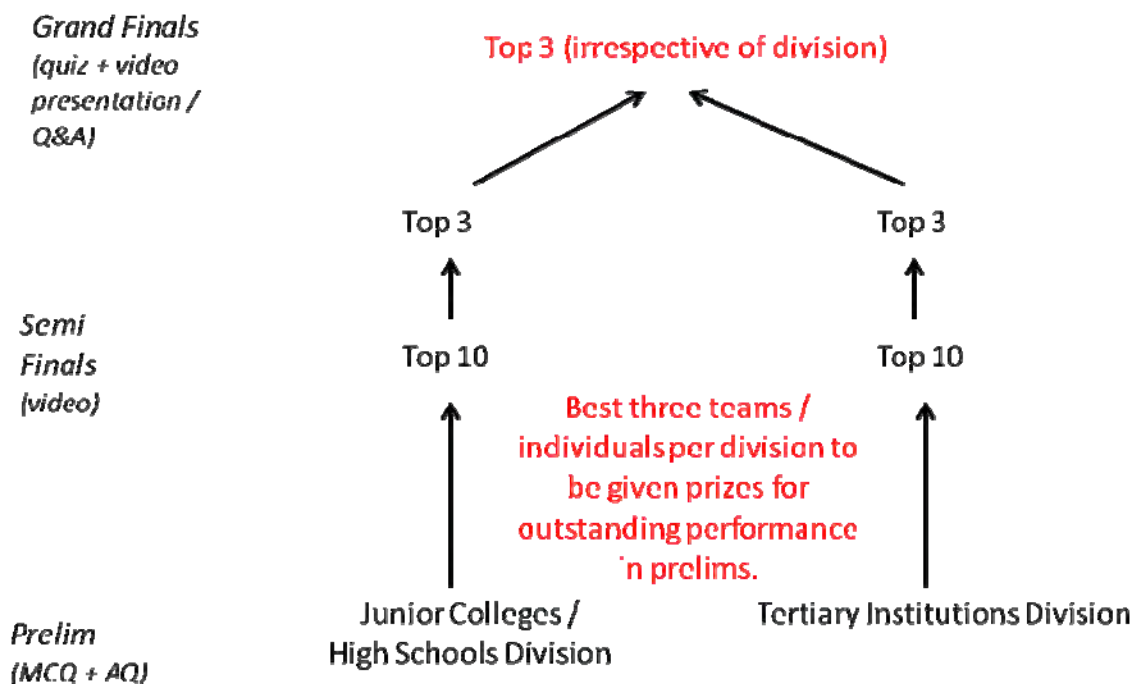 Grand Finals
(quiz + video
presentation /
Q&A)
Top 3 (irrespective of division)
Top 3
Top 3
Semi
Finals
(video)
Top 10
Top 10
Best three teams /
individuals per division to
be given prizes for
outstanding performance
in prelims.
Junior Colleges /
High Schools Division
Tertiary Institutions Division
Prelim
(MCQ + AQ)